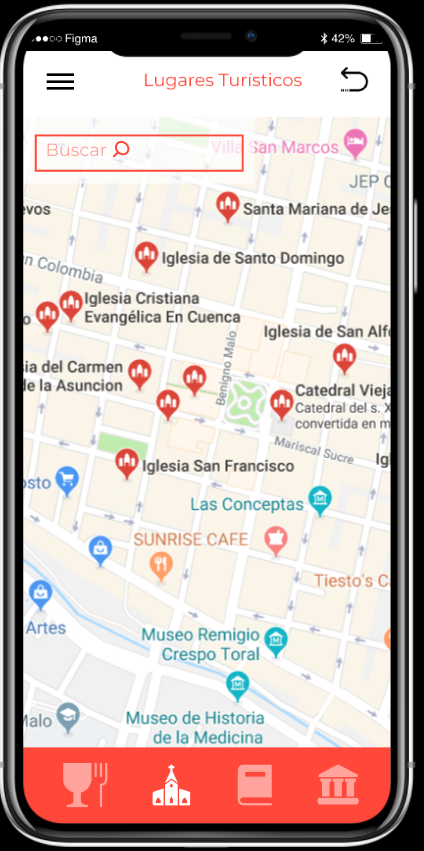 Figma 42%
Lugares Turísticos
Buscar
Villa San Marcos
JEP
evos
Santa Mariana de Je
n Colombia
Iglesia de Santo Domingo
Iglesia Cristiana
Evangélica En Cuenca
o
Iglesia de San Alf
Benigno Malo
ia del Carmen
de la Asuncion
Catedral Vieja
Catedral del s. X
convertida en m
Mariscal Sucre
Iglesia San Francisco
Ig
osto
Las Conceptas
SUNRISE CAFE
Tiesto's C
Artes
Museo Remigio
Crespo Toral
Malo
Museo de Historia
de la Medicina